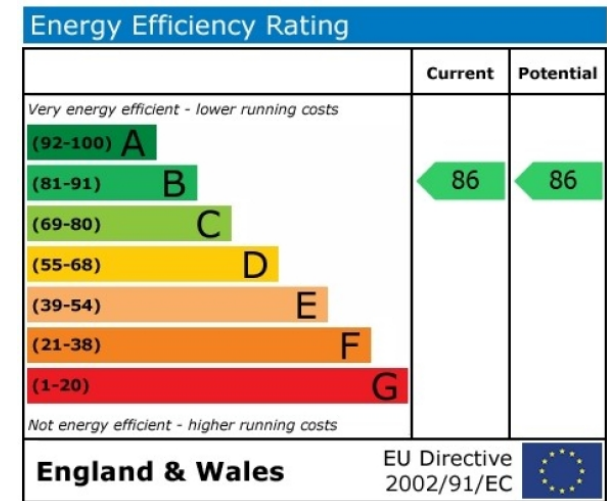 Energy Efficiency Rating
Current Potential
Very energy efficient - lower running costs
(92-100) A
(81-91) B 86 86
(69-80) C
(55-68) D
(39-54) E
(21-38) F
(1-20) G
Not energy efficient - higher running costs
England & Wales
EU Directive
2002/91/EC